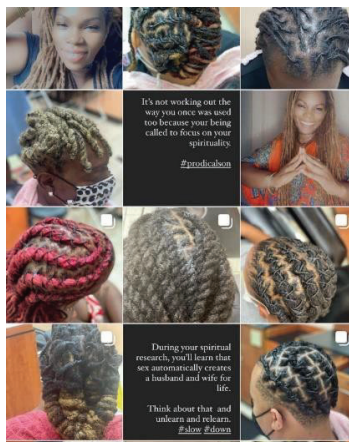 It's not working out the
way you once was used
too because your being
called to focus on your
spirituality.
#prodicalson
During your spiritual
research, you'll learn that
sex automatically creates
a husband and wife for
life.
Think about that and
unlearn and relearn.
#slow #down